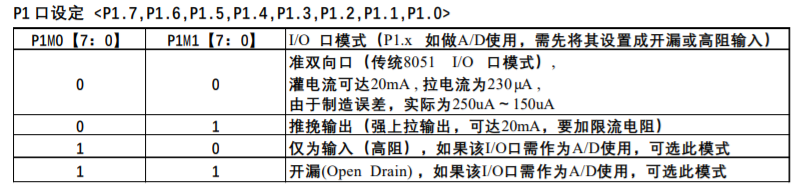 P1口设定 <P1.7,P1.6,P1.5,P1.4,P1.3,P1.2,P1.1,P1.0>
P1M0【7:0】 P1M1【7:0】 I/O 口模式(P1.x 如做A/D使用,需先将其设置成开漏或高阻输入)
准双向口(传统8051 I/O 口模式),
0 0 灌电流可达20mA,拉电流为230μA,
由于制造误差,实际为250uA~150uA
0 1 推挽输出(强上拉输出,可达20mA,要加限流电阻)
1 0 仅为输入(高阻),如果该I/O口需作为A/D使用,可选此模式
1 1 开漏(Open Drain),如果该I/O口需作为A/D使用,可选此模式